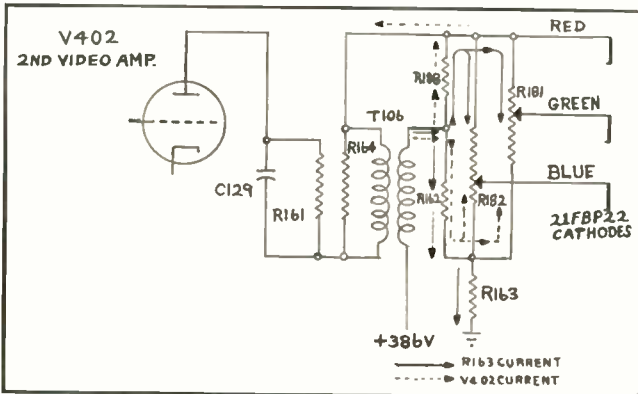 V402
2ND VIDEO AMP.
RED
R181
GREEN
T106
R164
C129
R161
BLUE
R162
R182
21FBP22
CATHODES
R163
+386V
R163 CURRENT
V402 CURRENT